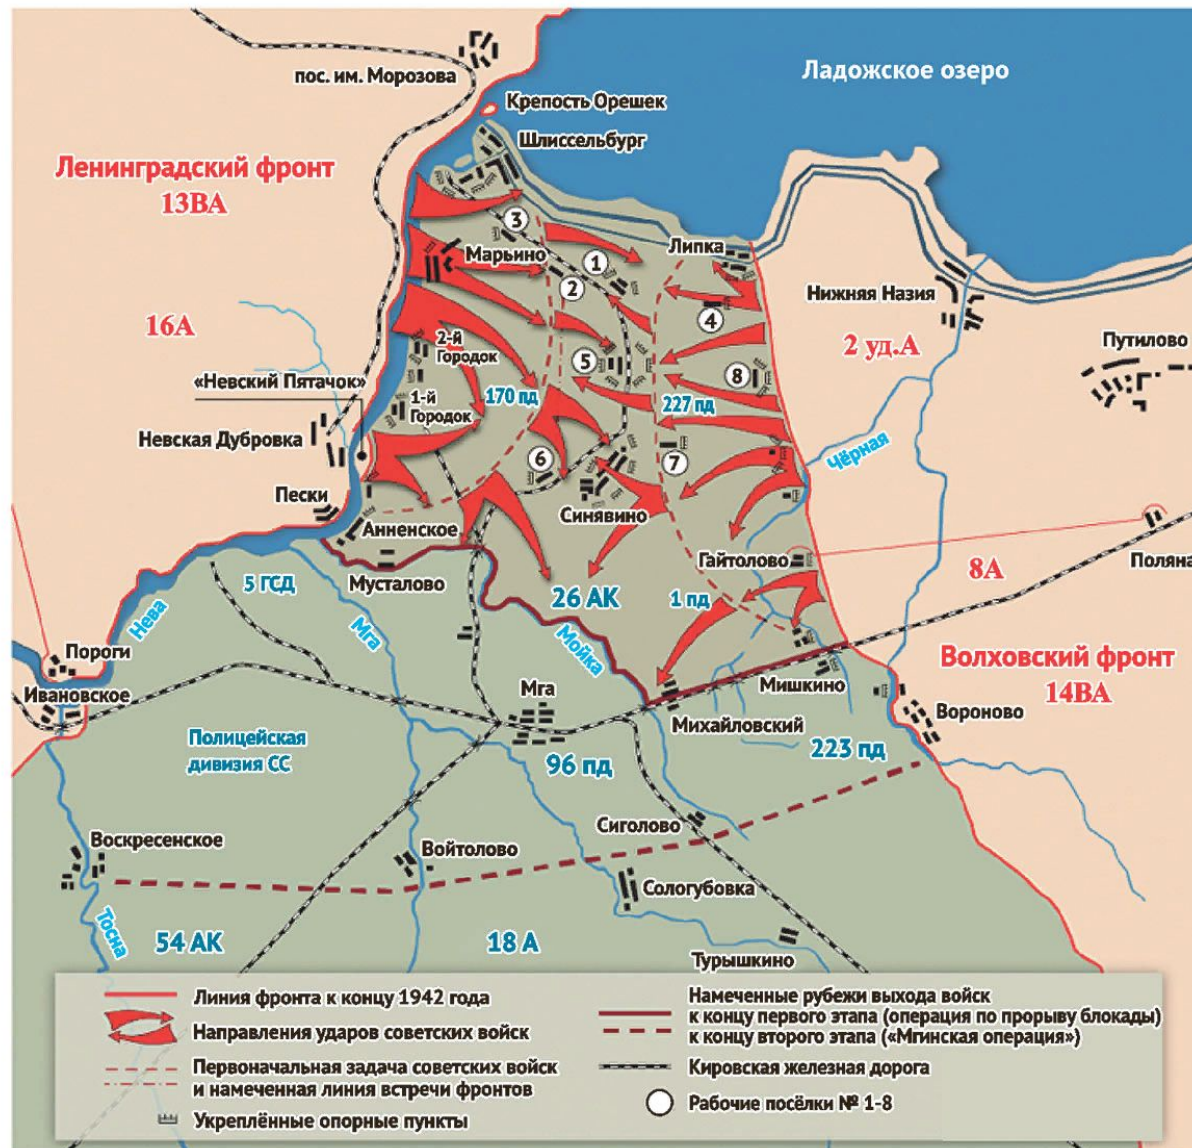 Ладожское озеро
пос. им. Морозова
Крепость Орешек
Шлиссельбург
Ленинградский фронт
13ВА
3
Марьино
1
Липка
2
Нижняя Назия
4
16А
2 уд.А
Путилово
2-й
Городок
«Невский Пятачок»
5
8
1-й
Городок
170 пд
227 пд
Невская Дубровка
6
7
Чёрная
Пески
Анненское
Синявино
Гайтолово
Поляна
Мусталово
5 ГСД
26 АК
1 пд
8А
Нева
Мга
Мойка
Пороги
Ивановское
Мга
Мишкино
Волховский фронт
14ВА
Михайловский
Вороново
Полицейская
дивизия СС
96 пд
223 пд
Сиголово
Воскресенское
Войтолово
Сологубовка
Тосна
54 АК
18 А
Турышкино
Линия фронта к концу 1942 года
Направления ударов советских войск
Первоначальная задача советских войск
и намеченная линия встречи фронтов
Укреплённые опорные пункты
Намеченные рубежи выхода войск
к концу первого этапа (операция по прорыву блокады)
к концу второго этапа («Мгинская операция»)
Кировская железная дорога
Рабочие посёлки № 1-8